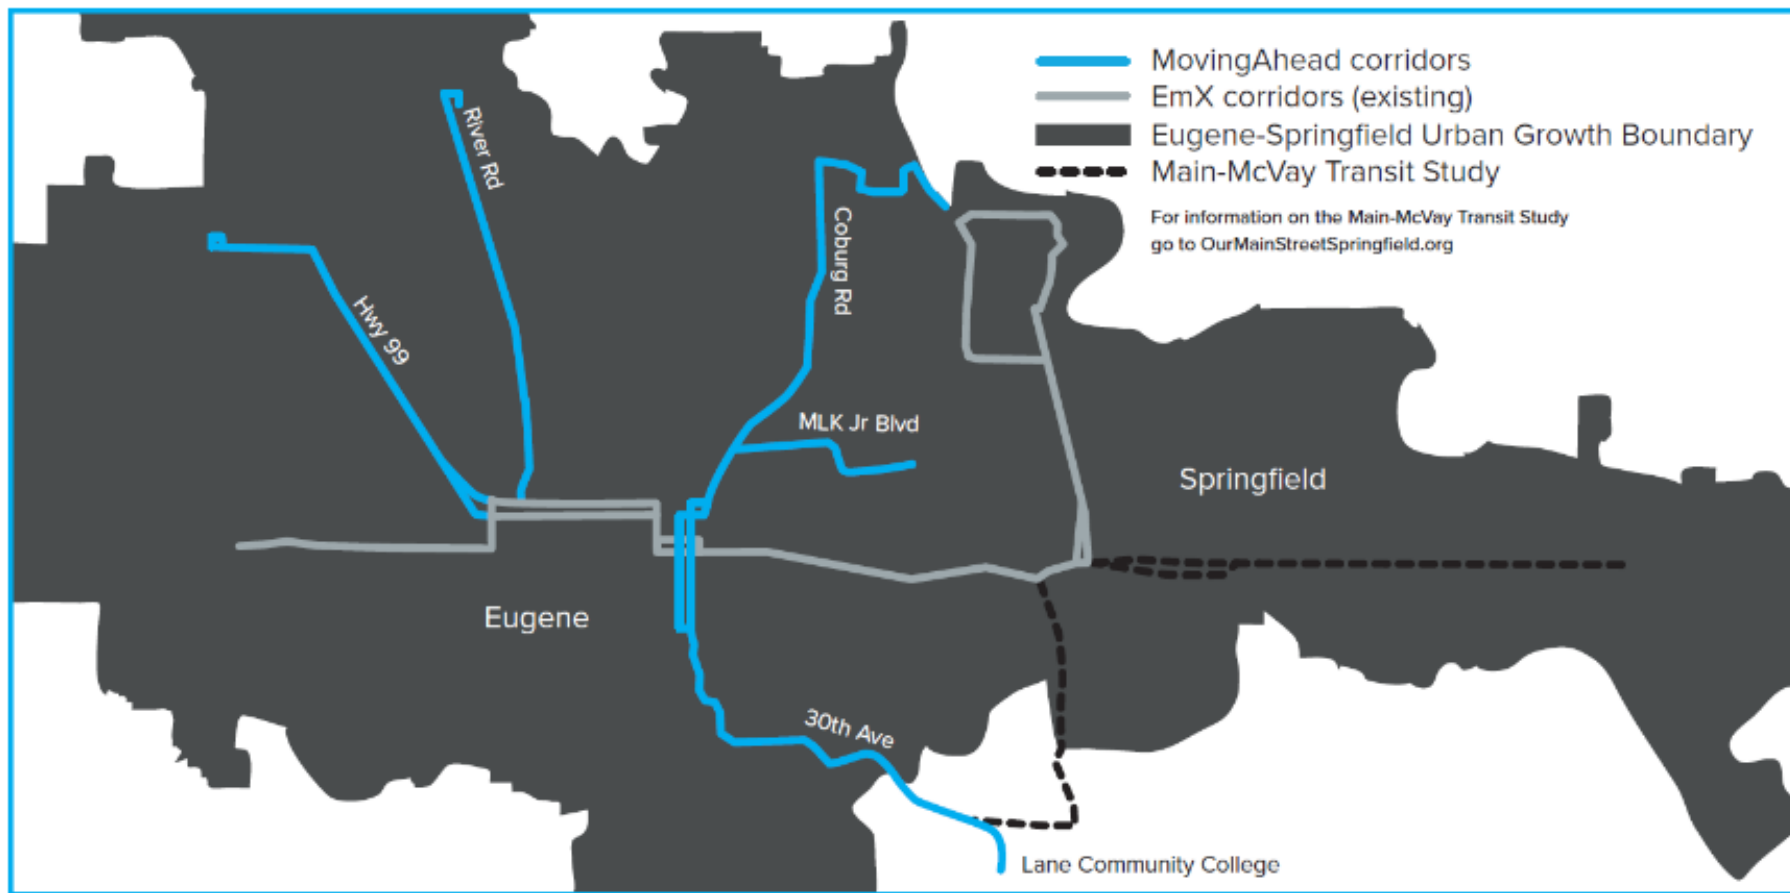 MovingAhead corridors
EmX corridors (existing)
Eugene-Springfield Urban Growth Boundary
Main-McVay Transit Study
For information on the Main-McVay Transit Study
go to OurMainStreetSpringfield.org
River Rd
Hwy 99
Coburg Rd
MLK Jr Blvd
Springfield
Eugene
30th Ave
Lane Community College